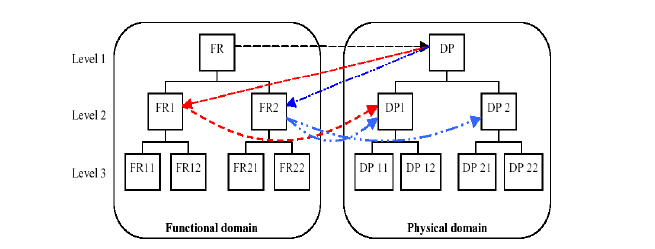 Level 1 FR DP
Level 2 FR1 FR2 DP1 DP 2
Level 3 FR11 FR12 FR21 FR22 DP 11 DP 12 DP 21 DP 22
Functional domain Physical domain